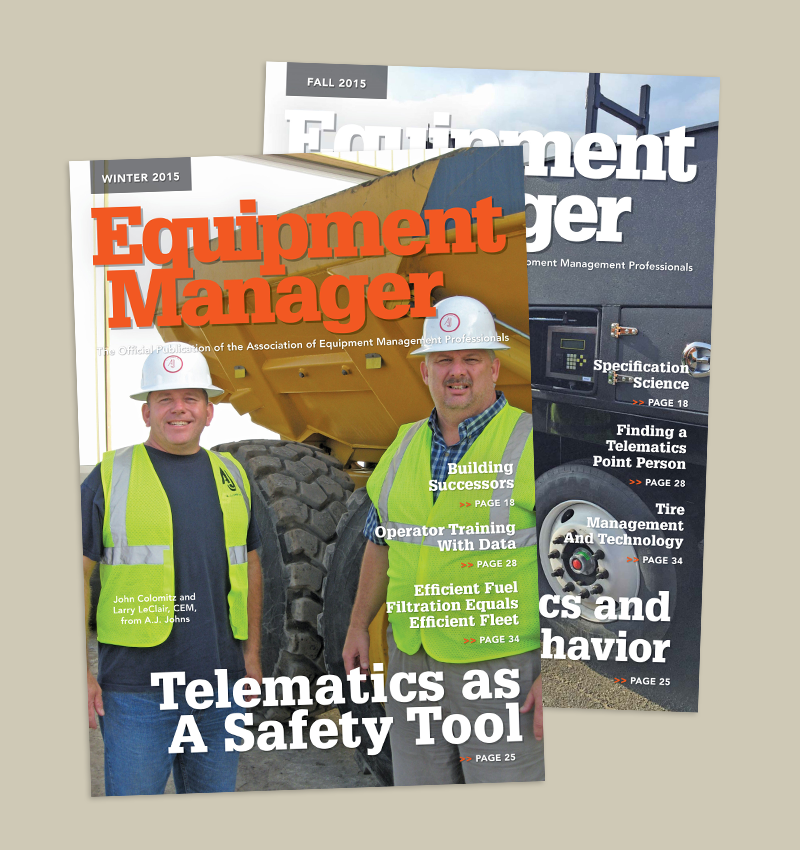 WINTER 2015
Equipment
Manager
The Official Publication of the Association of Equipment Management Professionals
AJ
John Colomitz and
Larry LeClair, CEM,
from A.J. Johns
Building
Successors
>> PAGE 18
Operator Training
With Data
>> PAGE 28
Efficient Fuel
Filtration Equals
Efficient Fleet
>> PAGE 34
Telematics as
A Safety Tool
>> PAGE 25
FALL 2015
Equipment
ger
Management Professionals
Specification
Science
>> PAGE 18
Finding a
Telematics
Point Person
>> PAGE 28
Tire
Management
And Technology
>> PAGE 34
cs and
havior
>> PAGE 25